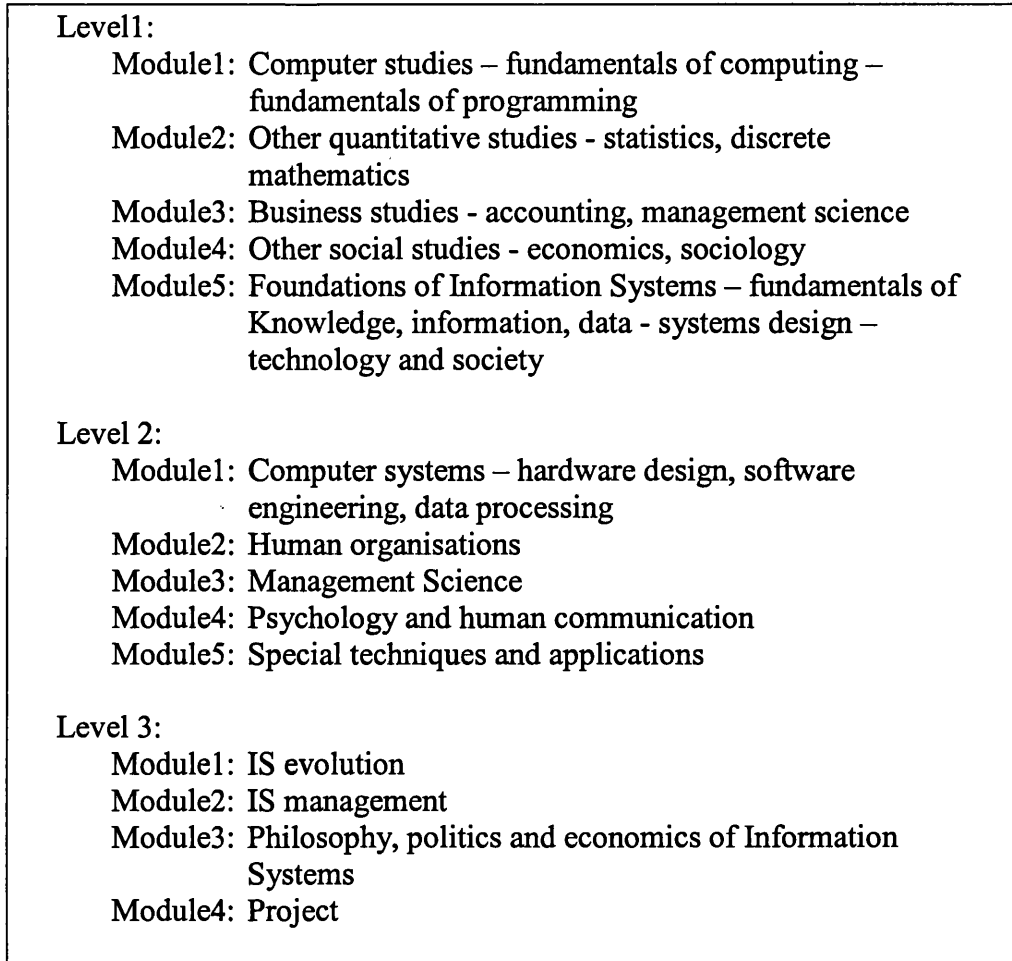 Level1:
Module1: Computer studies – fundamentals of computing –
fundamentals of programming
Module2: Other quantitative studies - statistics, discrete
mathematics
Module3: Business studies - accounting, management science
Module4: Other social studies - economics, sociology
Module5: Foundations of Information Systems – fundamentals of
Knowledge, information, data - systems design –
technology and society
Level 2:
Module1: Computer systems – hardware design, software
engineering, data processing
Module2: Human organisations
Module3: Management Science
Module4: Psychology and human communication
Module5: Special techniques and applications
Level 3:
Module1: IS evolution
Module2: IS management
Module3: Philosophy, politics and economics of Information
Systems
Module4: Project